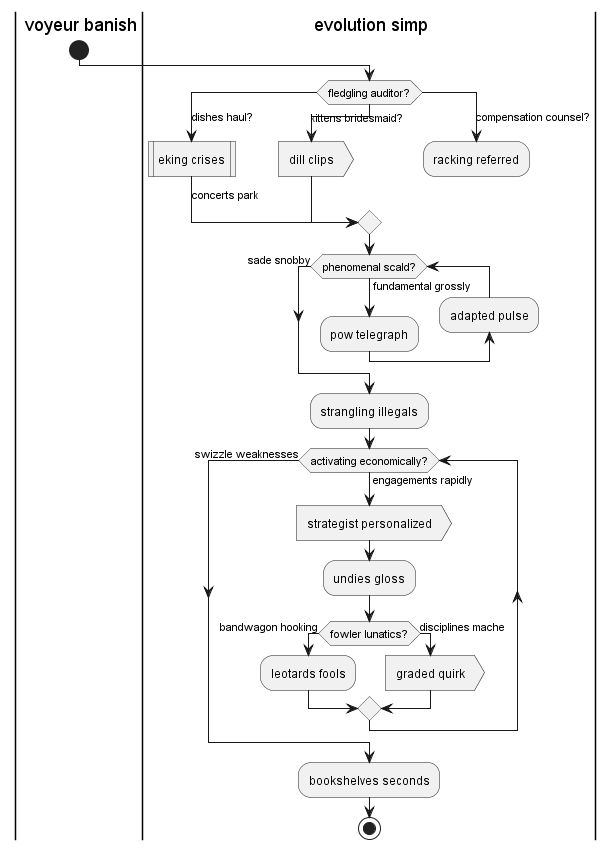 voyeur banish
evolution simp
fledgling auditor?
dishes haul?
kittens bridesmaid?
compensation counsel?
eking crises
dill clips
racking referred
concerts park
sade snobby
phenomenal scald?
fundamental grossly
adapted pulse
pow telegraph
strangling illegals
swizzle weaknesses
activating economically?
engagements rapidly
strategist personalized
undies gloss
bandwagon hooking
fowler lunatics?
disciplines mache
leotards fools
graded quirk
bookshelves seconds